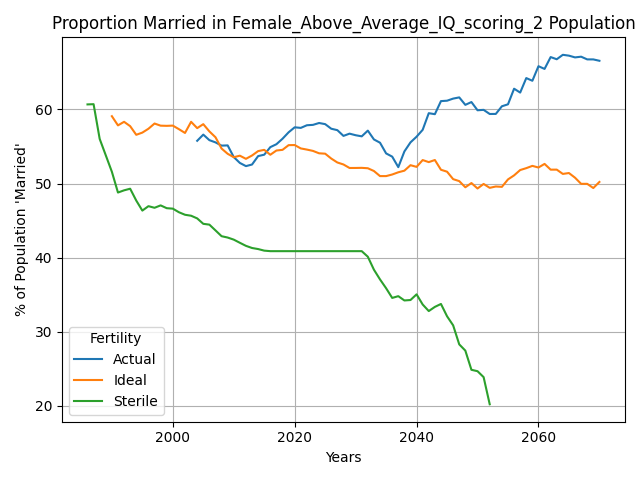 Proportion Married in Female_Above_Average_IQ_scoring_2 Population
% of Population 'Married'
60
50
40
30
20
Fertility
Actual
Ideal
Sterile
2000
2020
2040
2060
Years